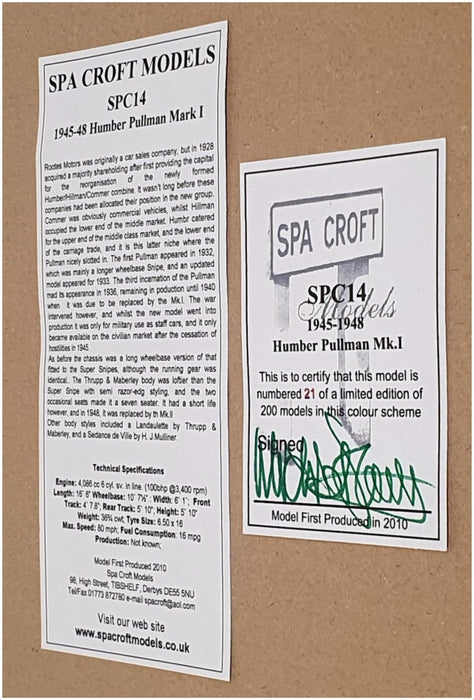 SPA CROFT MODELS
SPC14
1945-48 Humber Pullman Mark I
Rootes Motors was originally a car sales company, but in 1928
acquired a majority shareholding after first providing the capital
for the reorganisation of the newly formed
Humber/Hillman/Commer combine. It wasn't long before these
companies had been allocated their position in the new group.
Commer was obviously commercial vehicles, whilst Hillman
occupied the lower end of the middle market. Humbr catered
for the upper end of the middle class market, and the lower end
of the carriage trade, and it is this latter niche where the
Pullman nicely slotted in. The first Pullman appeared in 1932,
which was mainly a longer wheelbase Snipe, and an updated
model appeared for 1933. The third incarnation of the Pullman
mad its appearance in 1936, remaining in production until 1940
when it was due to be replaced by the Mk.I. The war
intervened however, and whilst the new model went into
production it was only for military use as staff cars, and it only
became available on the civilian market after the cessation of
hostilities in 1945.
As before the chassis was a long wheelbase version of that
fitted to the Super Snipes, although the running gear was
identical.. The Thrupp & Maberley body was loftier than the
Super Snipe with semi razor-edg styling, and the two
occasional seats made it a seven seater. It had a short life
however, and in 1948, it was replaced by th Mk.II
Other body styles included a Landaulette by Thrupp &
Maberley, and a Sedance de Ville by H. J.Mulliner.
Technical Specifications
Engine: 4,086 cc 6 cyl. sv. in line. (100bhp @3,400 rpm)
Length: 16' 6" Wheelbase: 10' 7½" : Width: 6' 1"; Front
Track: 4' 7.8"; Rear Track: 5' 10"; Height: 5' 10"
Weight: 36½ cwt; Tyre Size: 6.50 x 16
Max. Speed: 80 mph; Fuel Consumption: 16 mpg
Production: Not known;
Model First Produced 2010
Spa Croft Models
98, High Street, TIBSHELF, Derbys DE55 5NU
Tel/Fax 01773 872780 e-mail spacroft@aol.com
Visit our web site
www.spacroftmodels.co.uk
SPA CROFT
Models
SPC14
1945-1948
Humber Pullman Mk.I
This is to certify that this model is
numbered 21 of a limited edition of
200 models in this colour scheme
Signed
Model First Produced in 2010